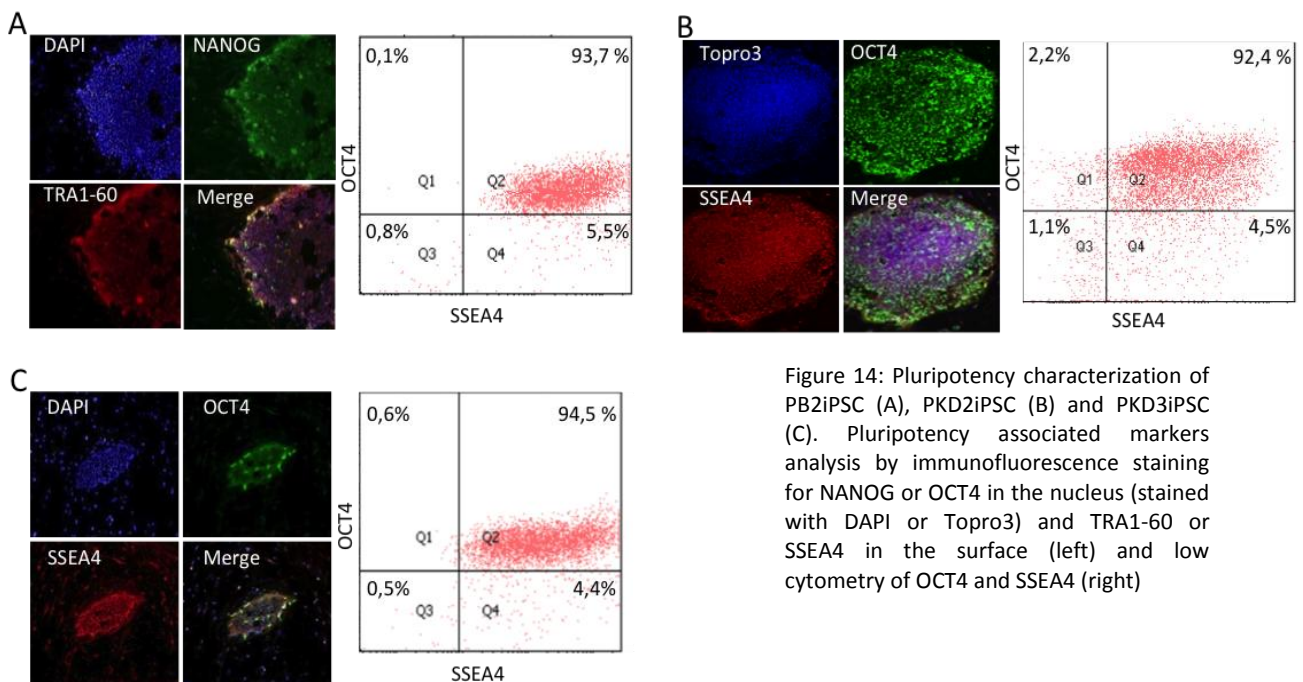 A
DAPI
NANOG
TRA1-60
Merge
0,1%
93,7 %
OCT4
Q1
Q2
0,8%
5,5%
Q3
Q4
SSEA4
B
Topro3
OCT4
SSEA4
Merge
2,2%
92,4 %
OCT4
Q1
Q2
1,1%
4,5%
Q3
Q4
SSEA4
C
DAPI
OCT4
SSEA4
Merge
0,6%
94,5 %
OCT4
Q1
Q2
0,5%
4,4%
Q3
Q4
SSEA4
Figure 14: Pluripotency characterization of
PB2iPSC (A), PKD2iPSC (B) and PKD3iPSC
(C). Pluripotency associated markers
analysis by immunofluorescence staining
for NANOG or OCT4 in the nucleus (stained
with DAPI or Topro3) and TRA1-60 or
SSEA4 in the surface (left) and low
cytometry of OCT4 and SSEA4 (right)